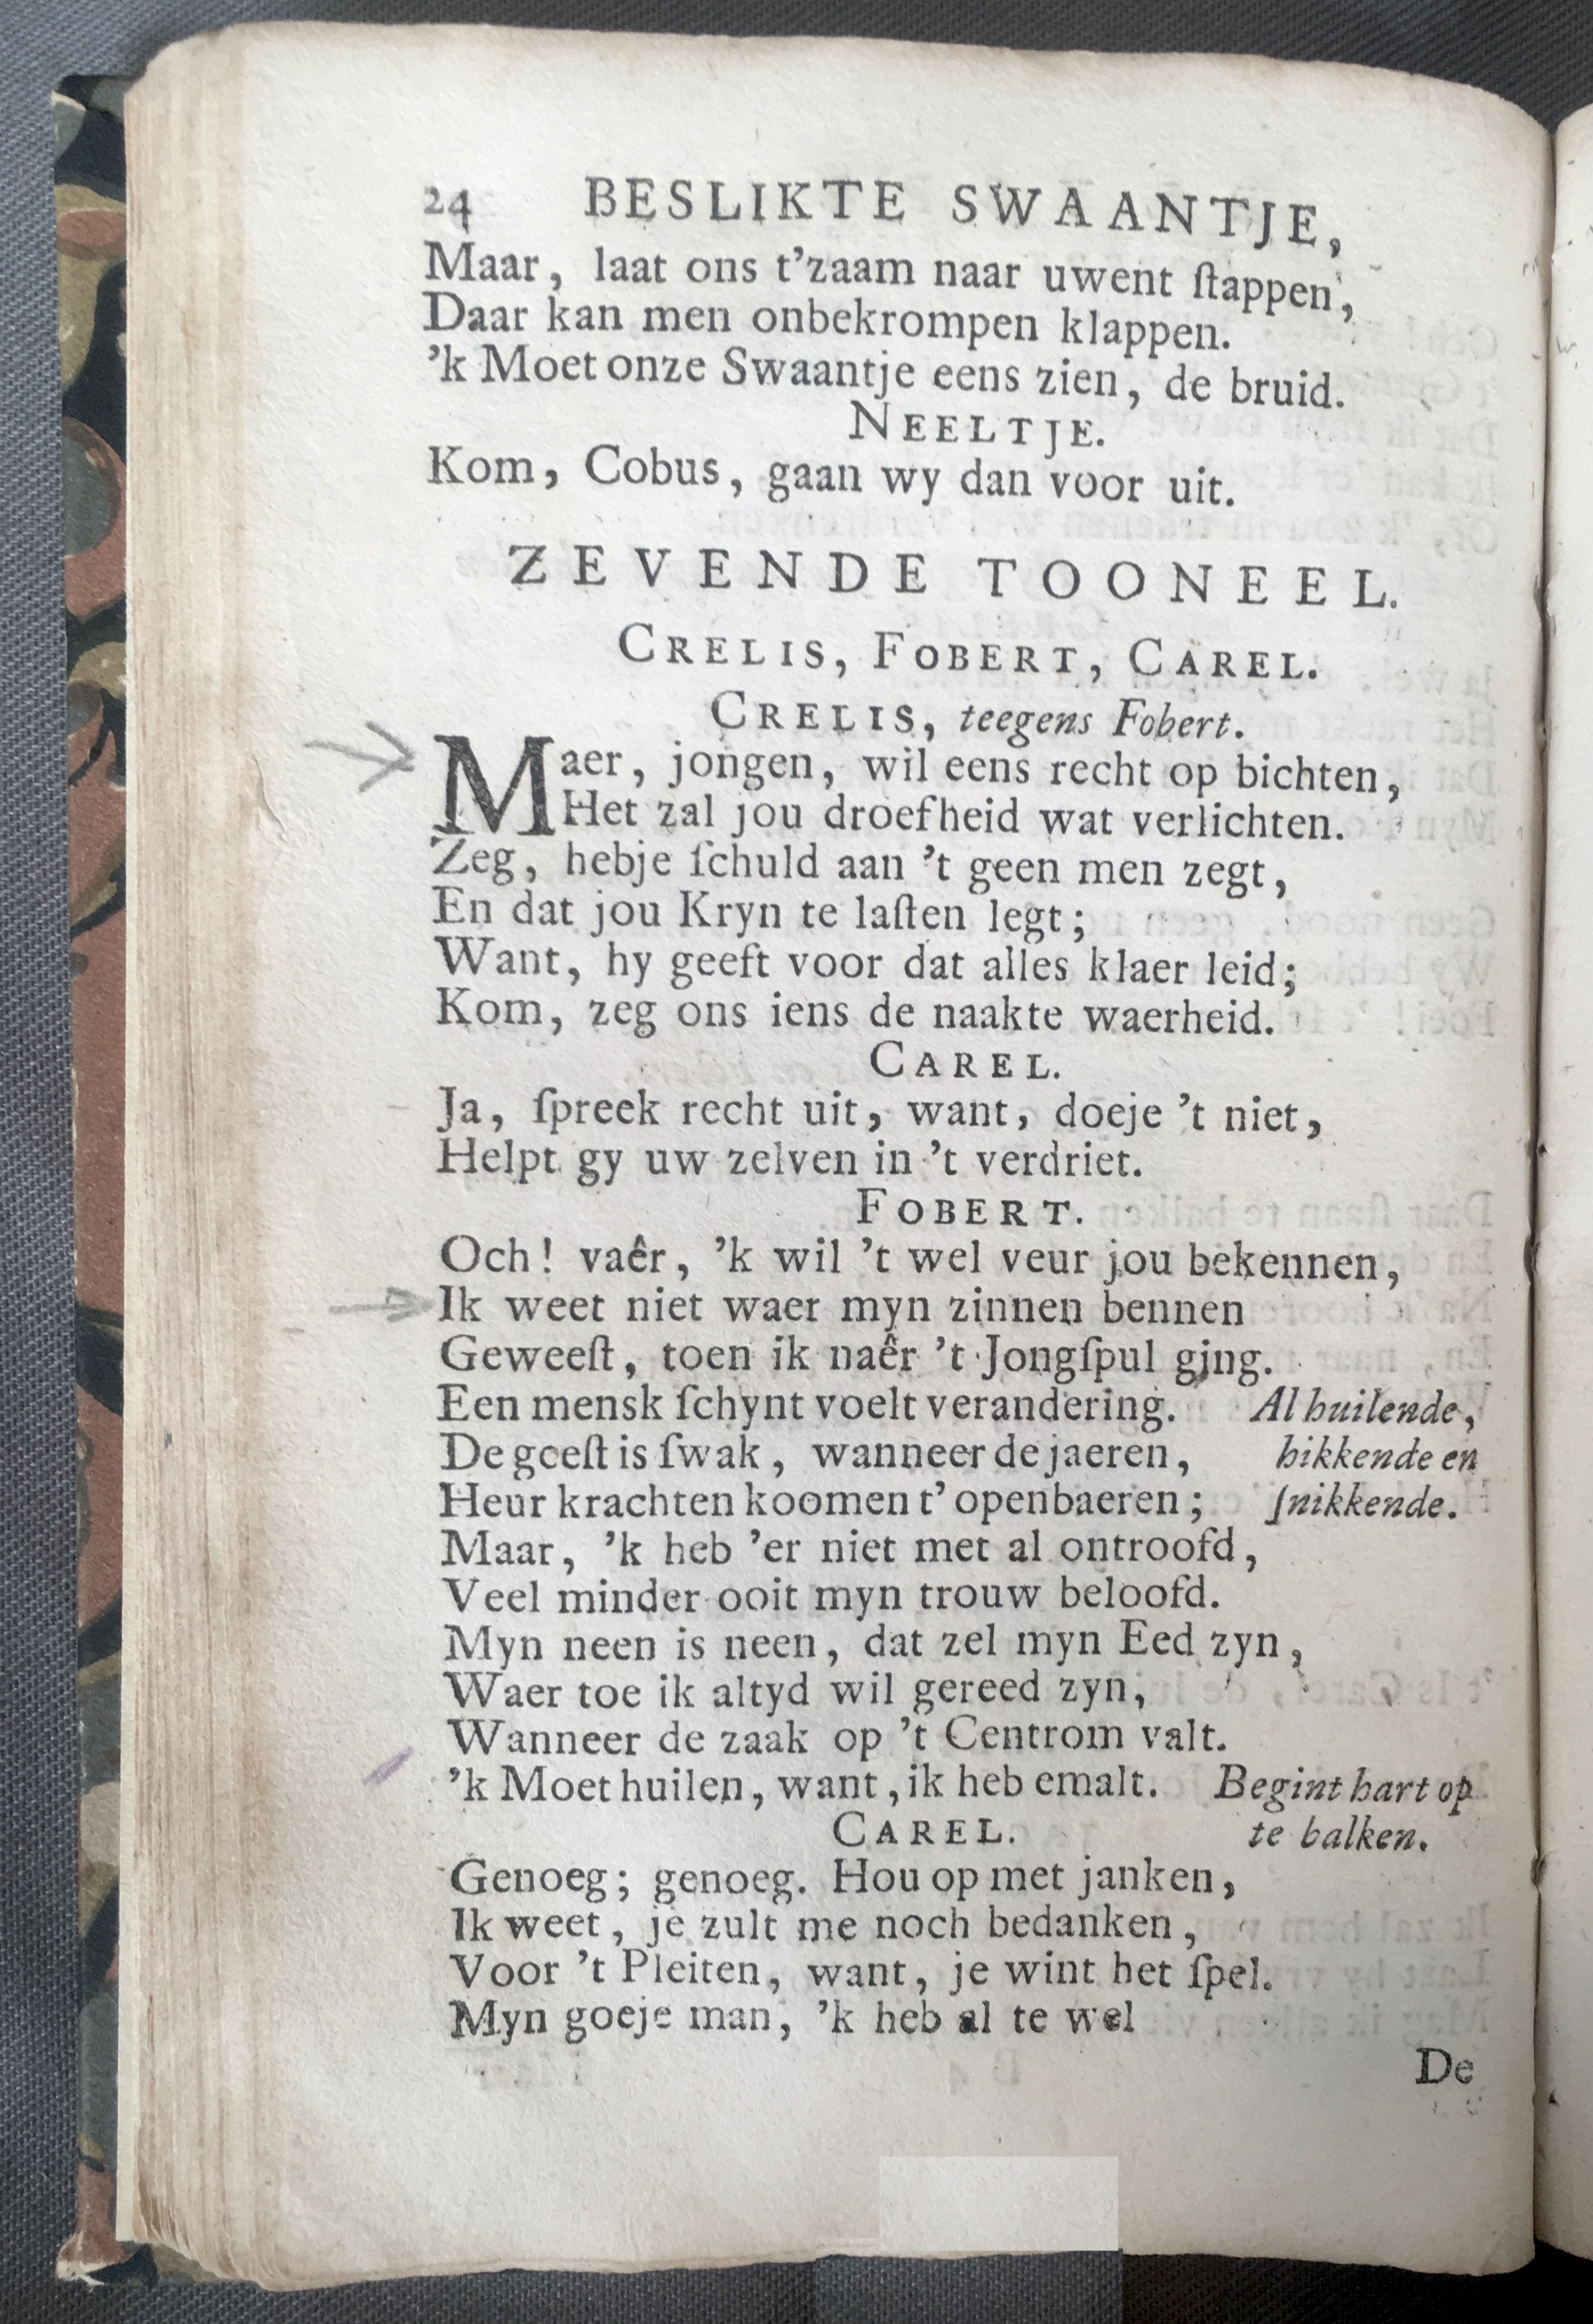 24 BESLIKTE SWAANTJE,
Maar, laat ons t'zaam naar uwent ſtappen,
Daar kan men onbekrompen klappen.
'k Moet onze Swaantje eens zien, de bruid.
NEELTJE.
Kom, Cobus, gaan wy dan voor uit.
ZEVENDE TOONEEL.
CRELIS, FOBERT, CAREL.
CRELIS, teegens Fobert.
Maer, jongen, wil eens recht op bichten,
Het zal jou droefheid wat verlichten.
Zeg, hebje ſchuld aan 't geen men zegt,
En dat jou Kryn te laſten legt;
Want, hy geeft voor dat alles klaer leid;
Kom, zeg ons iens de naakte waerheid.
CAREL.
Ja, ſpreek recht uit, want, doeje 't niet,
Helpt gy uw zelven in 't verdriet.
FOBERT.
Och! vaêr, 'k wil 't wel veur jou bekennen,
Ik weet niet waer myn zinnen bennen
Geweeſt, toen ik naêr 't Jongſpul gjng.
Een mensk ſchynt voelt verandering. Al huilende,
De geeſt is ſwak, wanneer de jaeren, hikkende en
Heur krachten koomen t' openbaeren; ſnikkende.
Maar, 'k heb 'er niet met al ontroofd,
Veel minder ooit myn trouw beloofd.
Myn neen is neen, dat zel myn Eed zyn,
Waer toe ik altyd wil gereed zyn,
Wanneer de zaak op 't Centrom valt.
'k Moet huilen, want, ik heb emalt. Begint hart op
CAREL. te balken.
Genoeg; genoeg. Hou op met janken,
Ik weet, je zult me noch bedanken,
Voor 't Pleiten, want, je wint het ſpel.
Myn goeje man, 'k heb al te wel
De